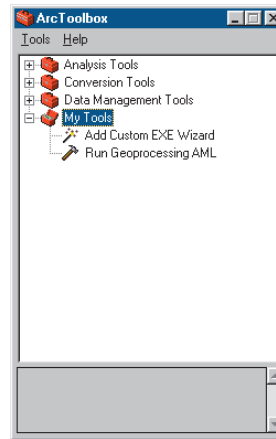 ArcToolbox
Tools Help
Analysis Tools
Conversion Tools
Data Management Tools
My Tools
Add Custom EXE Wizard
Run Geoprocessing AML